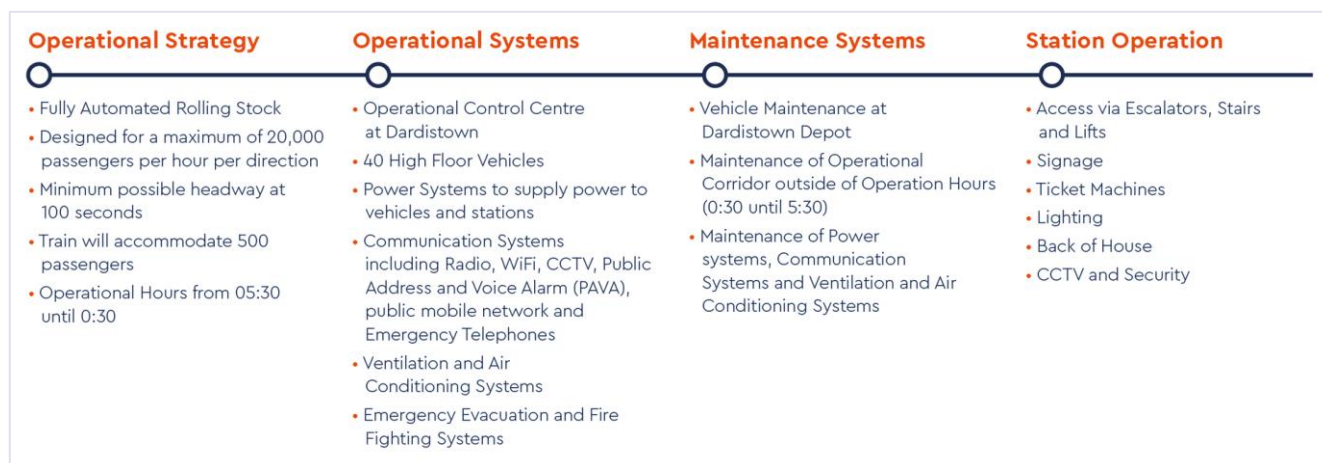 Operational Strategy
• Fully Automated Rolling Stock
• Designed for a maximum of 20,000
passengers per hour per direction
• Minimum possible headway at
100 seconds
• Train will accommodate 500
passengers
• Operational Hours from 05:30
until 0:30
Operational Systems
• Operational Control Centre
at Dardistown
• 40 High Floor Vehicles
• Power Systems to supply power to
vehicles and stations
• Communication Systems
including Radio, WiFi, CCTV, Public
Address and Voice Alarm (PAVA),
public mobile network and
Emergency Telephones
• Ventilation and Air
Conditioning Systems
• Emergency Evacuation and Fire
Fighting Systems
Maintenance Systems
• Vehicle Maintenance at
Dardistown Depot
• Maintenance of Operational
Corridor outside of Operation Hours
(0:30 until 5:30)
• Maintenance of Power
systems, Communication
Systems and Ventilation and Air
Conditioning Systems
Station Operation
• Access via Escalators, Stairs
and Lifts
• Signage
• Ticket Machines
• Lighting
• Back of House
• CCTV and Security